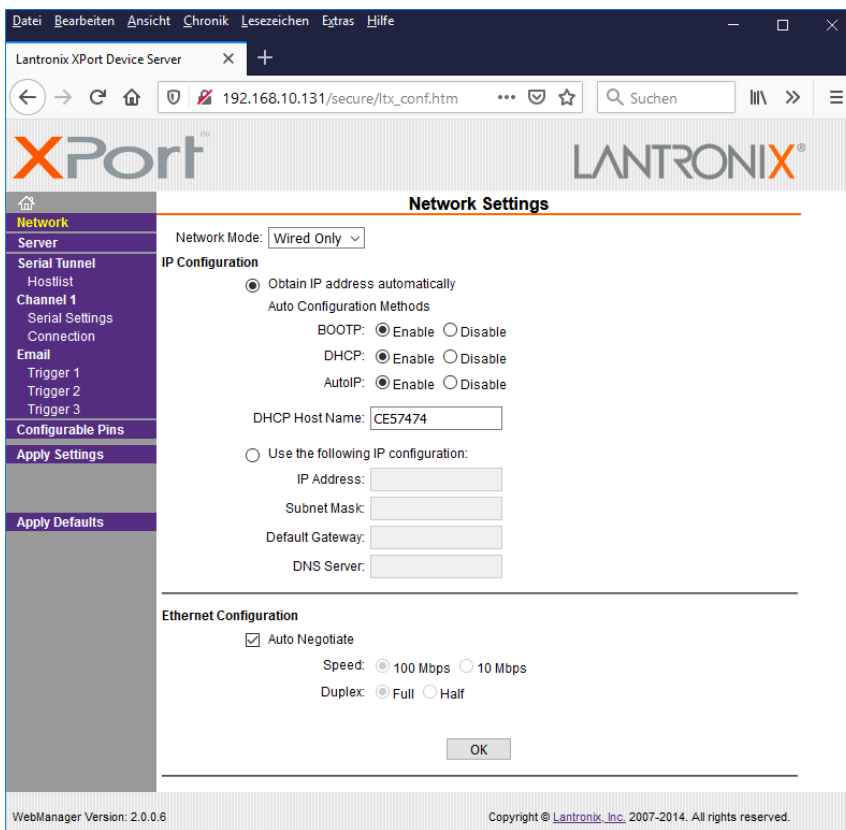 Datei Bearbeiten Ansicht Chronik Lesezeichen Extras Hilfe
Lantronix XPort Device Server
192.168.10.131/secure/ltx_conf.htm
Suchen
XPort®
LANTRONIX®
Network Settings
Network
Server
Serial Tunnel
Hostlist
Channel 1
Serial Settings
Connection
Email
Trigger 1
Trigger 2
Trigger 3
Configurable Pins
Apply Settings
Apply Defaults
Network Mode: Wired Only
IP Configuration
Obtain IP address automatically
Auto Configuration Methods
BOOTP: Enable Disable
DHCP: Enable Disable
AutoIP: Enable Disable
DHCP Host Name: CE57474
Use the following IP configuration:
IP Address:
Subnet Mask:
Default Gateway:
DNS Server:
Ethernet Configuration
Auto Negotiate
Speed: 100 Mbps 10 Mbps
Duplex: Full Half
OK
WebManager Version: 2.0.0.6
Copyright © Lantronix, Inc. 2007-2014. All rights reserved.